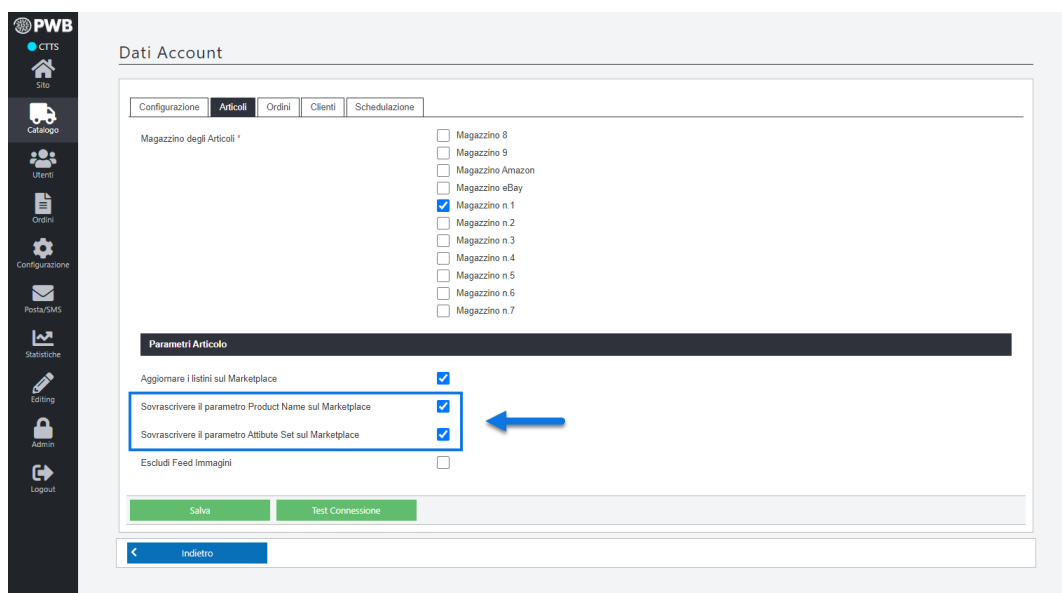 PWB
CTTS
Sito
Catalogo
Utenti
Ordini
Configurazione
Posta/SMS
Statistiche
Editing
Admin
Logout
Dati Account
Configurazione Articoli Ordini Clienti Schedulazione
Magazzino degli Articoli *
Magazzino 8
Magazzino 9
Magazzino Amazon
Magazzino eBay
Magazzino n.1
Magazzino n.2
Magazzino n.3
Magazzino n.4
Magazzino n.5
Magazzino n.6
Magazzino n.7
Parametri Articolo
Aggiornare i listini sul Marketplace
Sovrascrivere il parametro Product Name sul Marketplace
Sovrascrivere il parametro Attibute Set sul Marketplace
Escludi Feed Immagini
Salva Test Connessione
Indietro